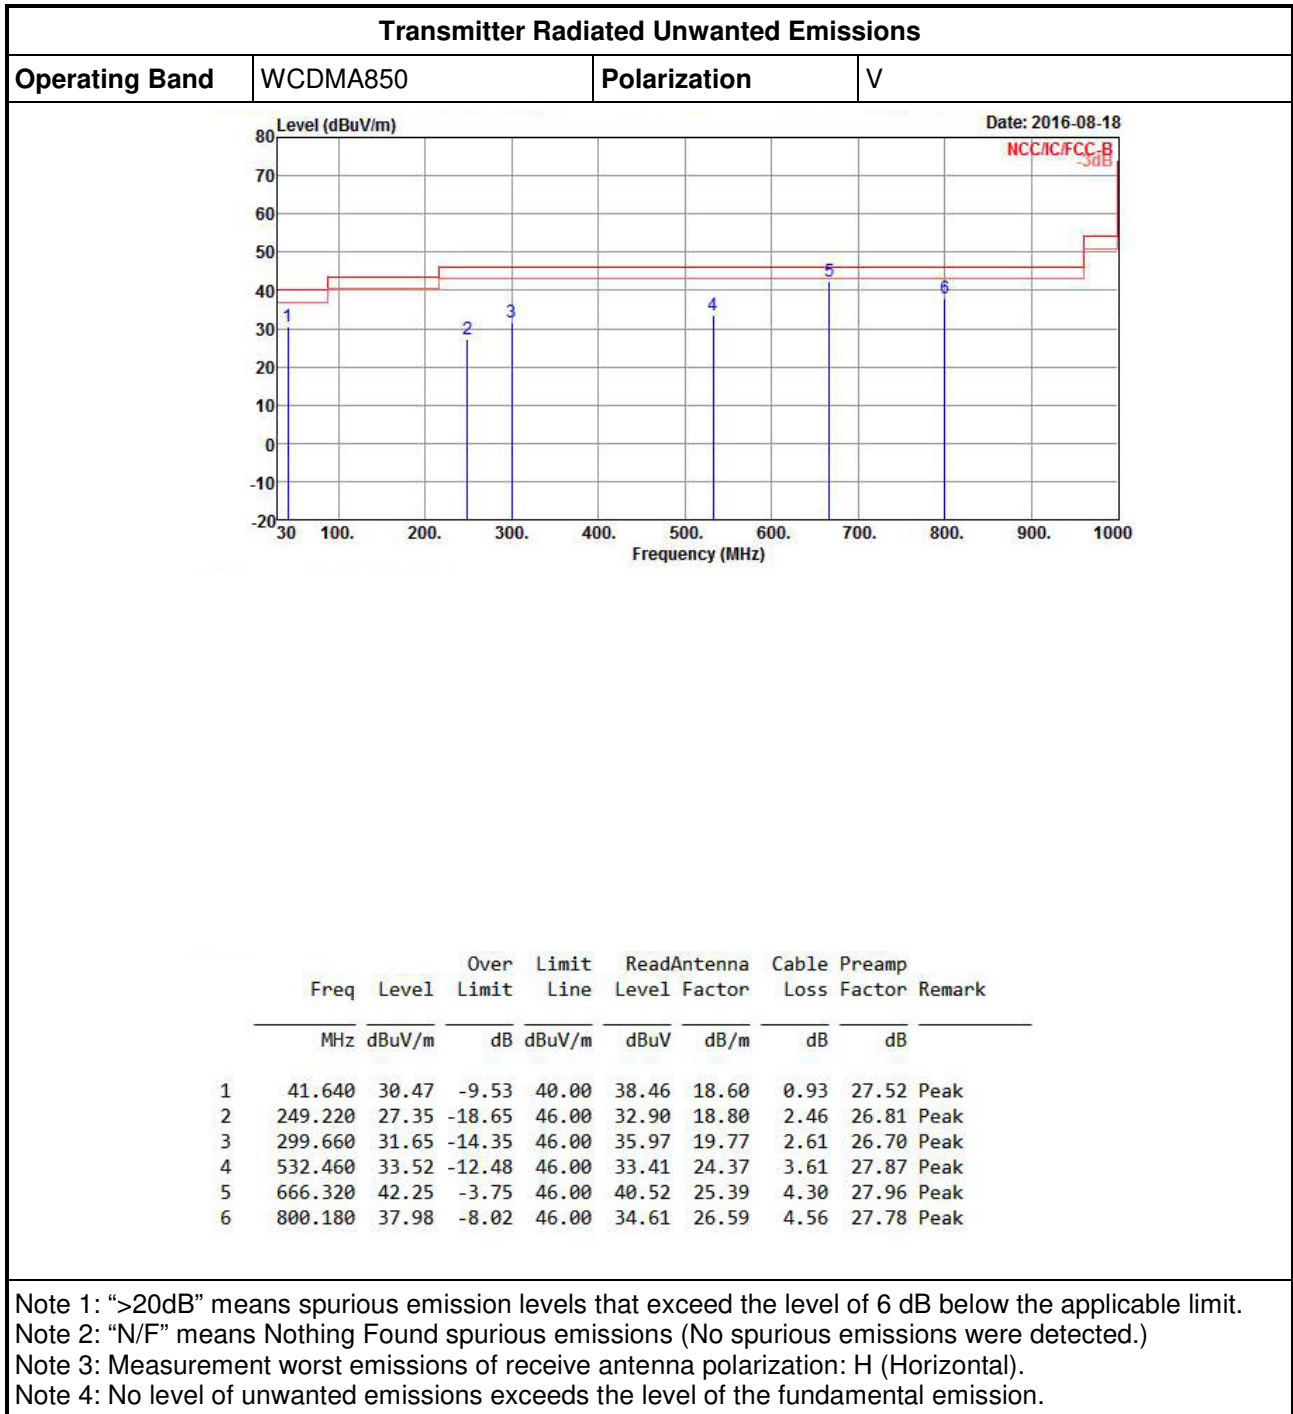 Transmitter Radiated Unwanted Emissions
Operating Band WCDMA850 Polarization V
Level (dBuV/m) Date: 2016-08-18
NCC/IC/FCC-B
-3dB
80
70
60
50
40
30
20
10
0
-10
-20
1 2 3 4 5 6
30 100. 200. 300. 400. 500. 600. 700. 800. 900. 1000
Frequency (MHz)
Over Limit ReadAntenna Cable Preamp
Freq Level Limit Line Level Factor Loss Factor Remark
MHz dBuV/m dB dBuV/m dBuV dB/m dB dB
1 41.640 30.47 -9.53 40.00 38.46 18.60 0.93 27.52 Peak
2 249.220 27.35 -18.65 46.00 32.90 18.80 2.46 26.81 Peak
3 299.660 31.65 -14.35 46.00 35.97 19.77 2.61 26.70 Peak
4 532.460 33.52 -12.48 46.00 33.41 24.37 3.61 27.87 Peak
5 666.320 42.25 -3.75 46.00 40.52 25.39 4.30 27.96 Peak
6 800.180 37.98 -8.02 46.00 34.61 26.59 4.56 27.78 Peak
Note 1: “>20dB” means spurious emission levels that exceed the level of 6 dB below the applicable limit.
Note 2: “N/F” means Nothing Found spurious emissions (No spurious emissions were detected.)
Note 3: Measurement worst emissions of receive antenna polarization: H (Horizontal).
Note 4: No level of unwanted emissions exceeds the level of the fundamental emission.